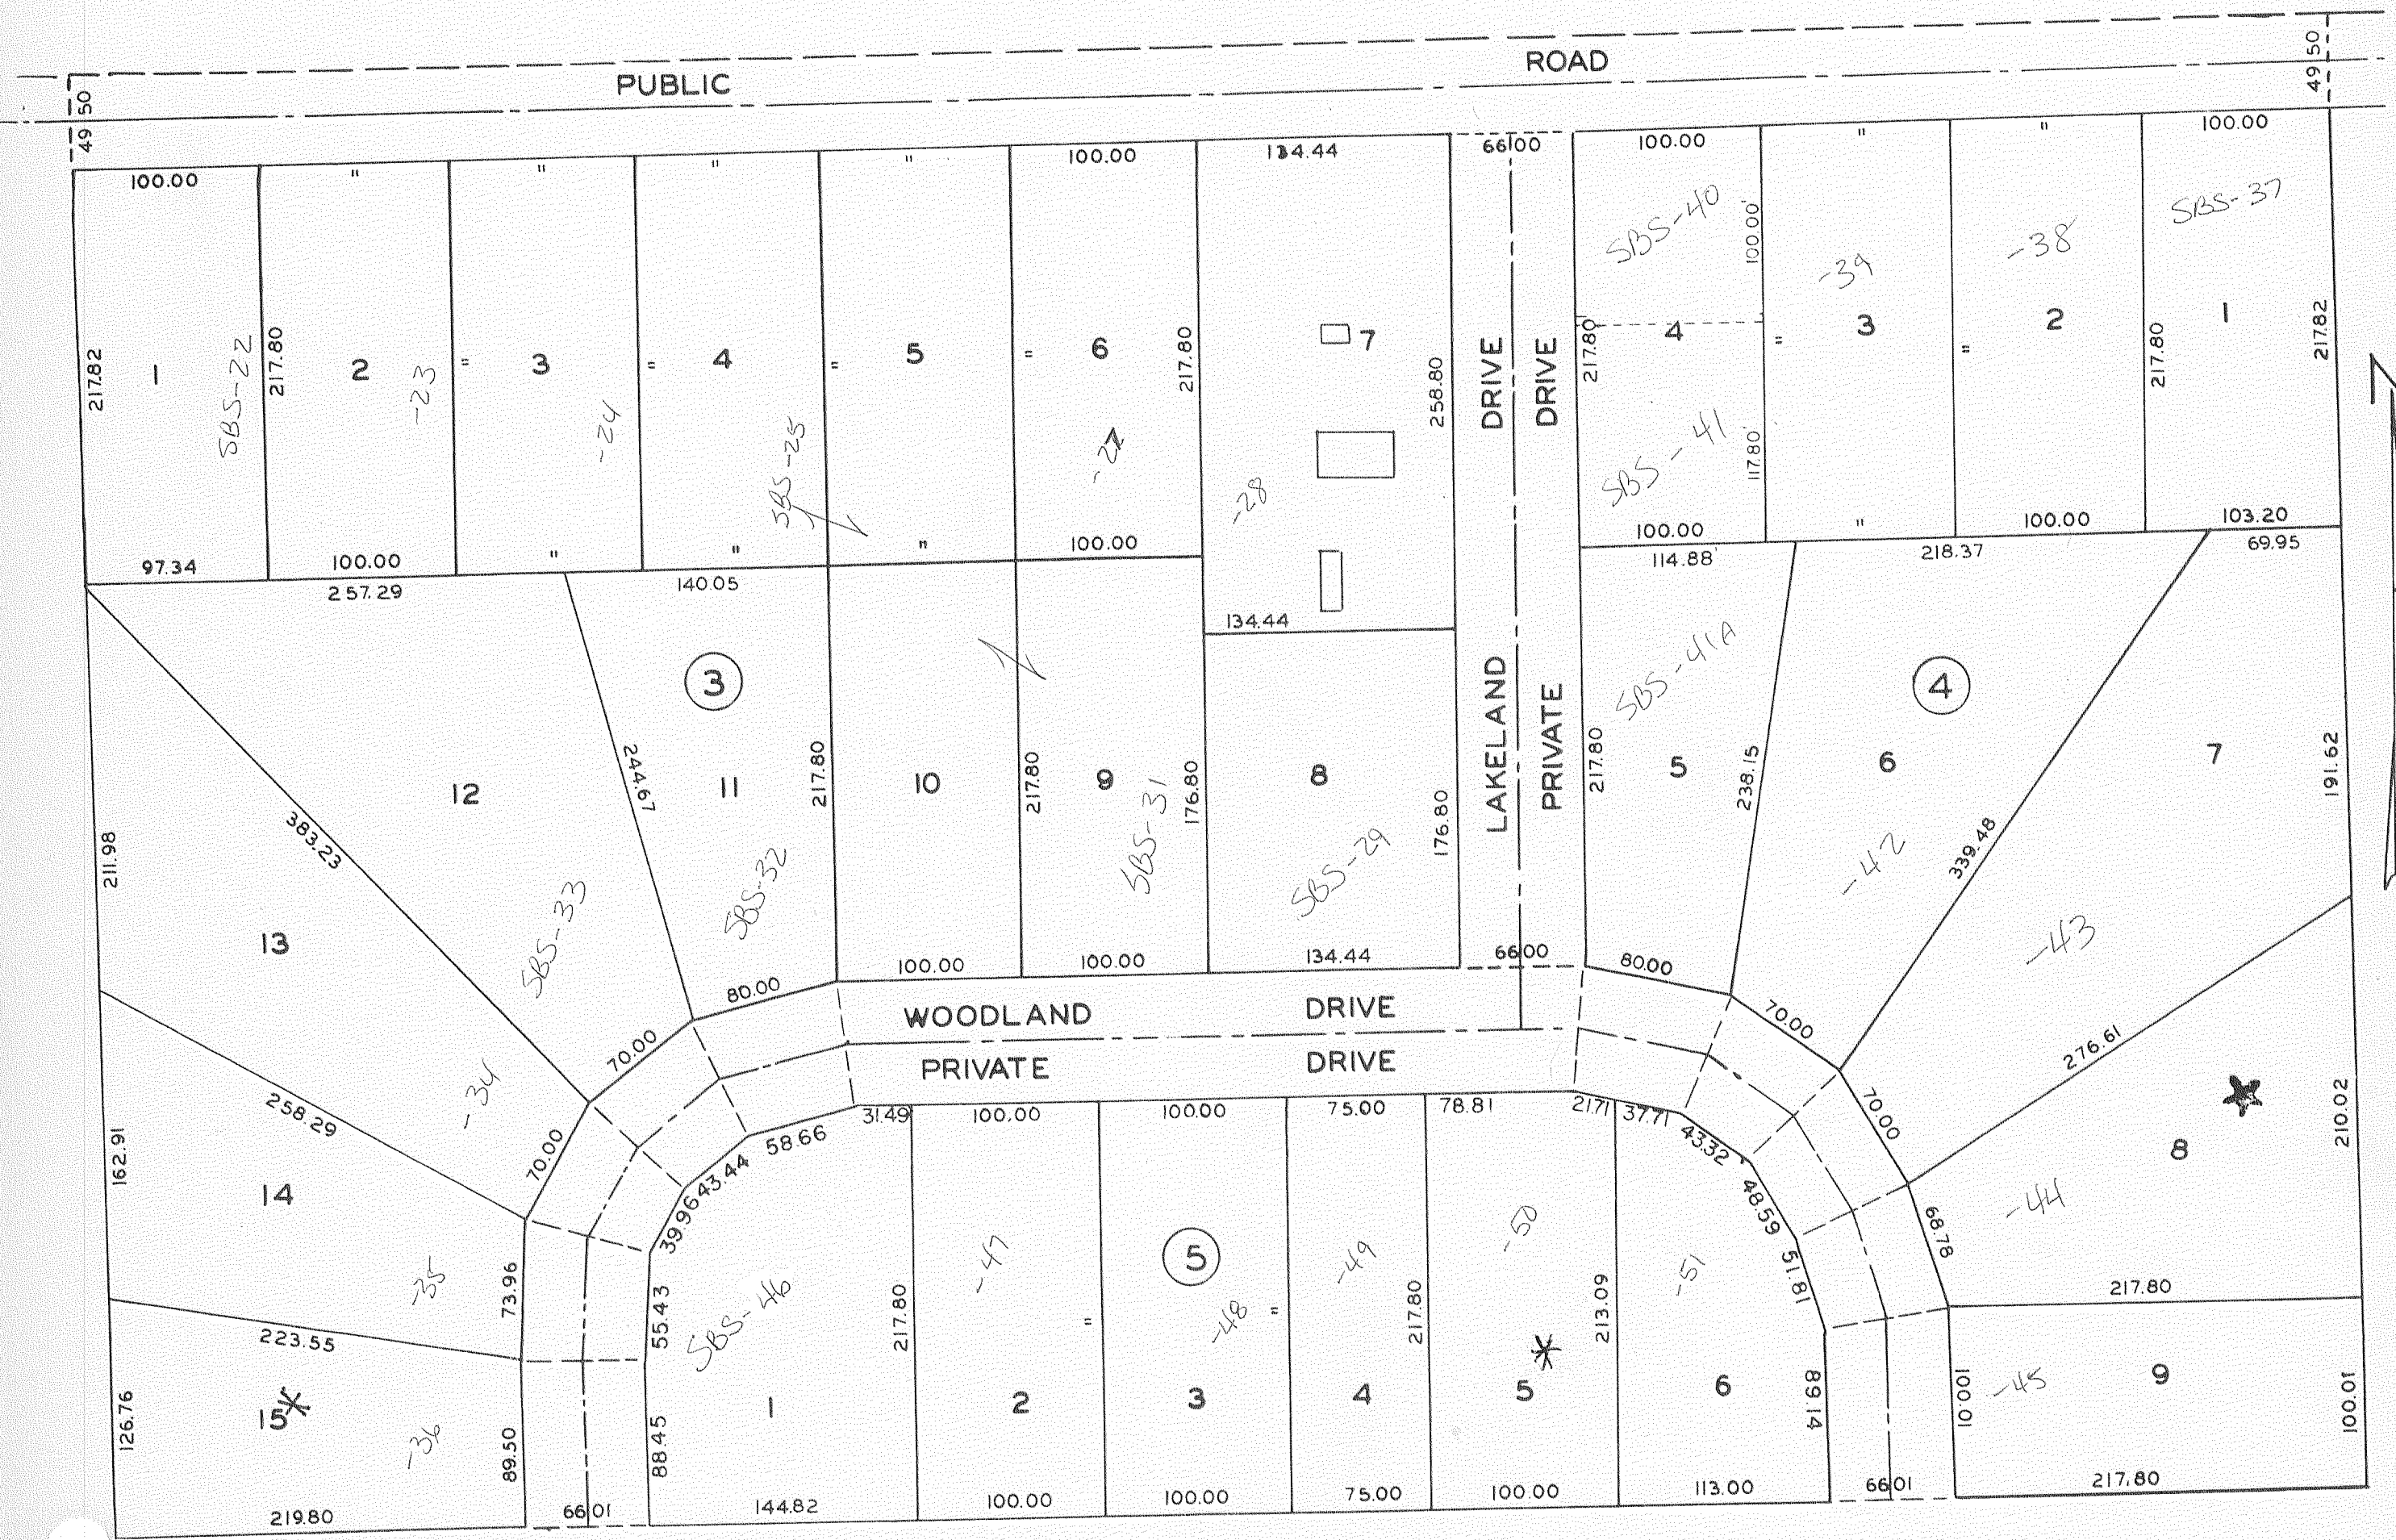 PUBLIC ROAD
49 50
49 50
100.00 " " " " 100.00 134.44 66 00 100.00 " " 100.00
SBS-40
SBS-37
-38
-39
100.00'
217.82 1 SBS-22 217.80 2 -23 = 3 -24 = 4 SBS-25 = 5 = 6 217.80 7 258.80
-28
DRIVE DRIVE
217.80 4 = 3 = 2 217.80 1 217.82
SBS-41 117.80'
97.34 100.00 " " " 100.00
100.00 " 100.00 103.20
257.29 140.05 134.44
114.88' 218.37 69.95
3
4
LAKELAND PRIVATE
SBS-41A
12 244.67 11 217.80 10 217.80 9 176.80 8 176.80
217.80 5 238.15 6 339.48 7 191.62
211.98 383.23
SBS-33 SBS-32 SBS-31 SBS-29
-42
-43
13
80.00 100.00 100.00 134.44 66 00 80.00
WOODLAND DRIVE
PRIVATE DRIVE
70.00 70.00
-34
258.29 70.00
276.61 70.00
162.91 14
58.66 31.49 100.00 100.00 75.00 78.81 21.71 37.71
43.44 43.32
39.96 48.59
8 210.02
-44
-35
73.96 55.43 SBS-46 217.80 -47 = 5 -48 = -49 217.80 -50 213.09 -51 51.81 68.78
217.80
223.55
126.76 15 -36 89.50 88.45 1 2 3 4 5 6 89.14 100.01 -45 9 100.01
219.80 66 01 144.82 100.00 100.00 75.00 100.00 113.00 66 01 217.80